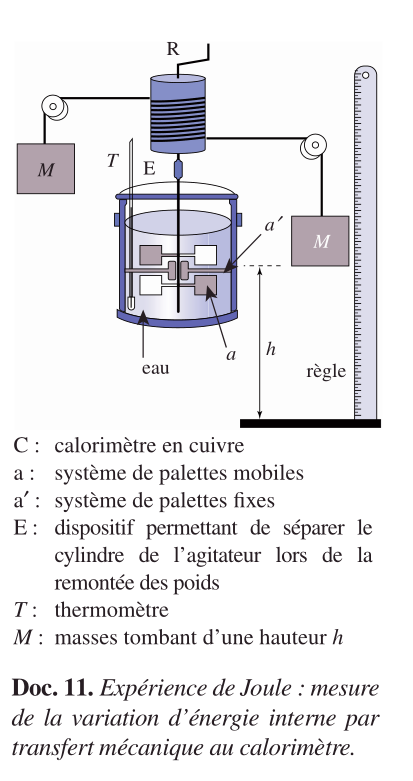 R
M
T
E
a′
M
h
eau
a
règle
C : calorimètre en cuivre
a : système de palettes mobiles
a′ : système de palettes fixes
E : dispositif permettant de séparer le
cylindre de l’agitateur lors de la
remontée des poids
T : thermomètre
M : masses tombant d’une hauteur h
Doc. 11. Expérience de Joule : mesure
de la variation d’énergie interne par
transfert mécanique au calorimètre.